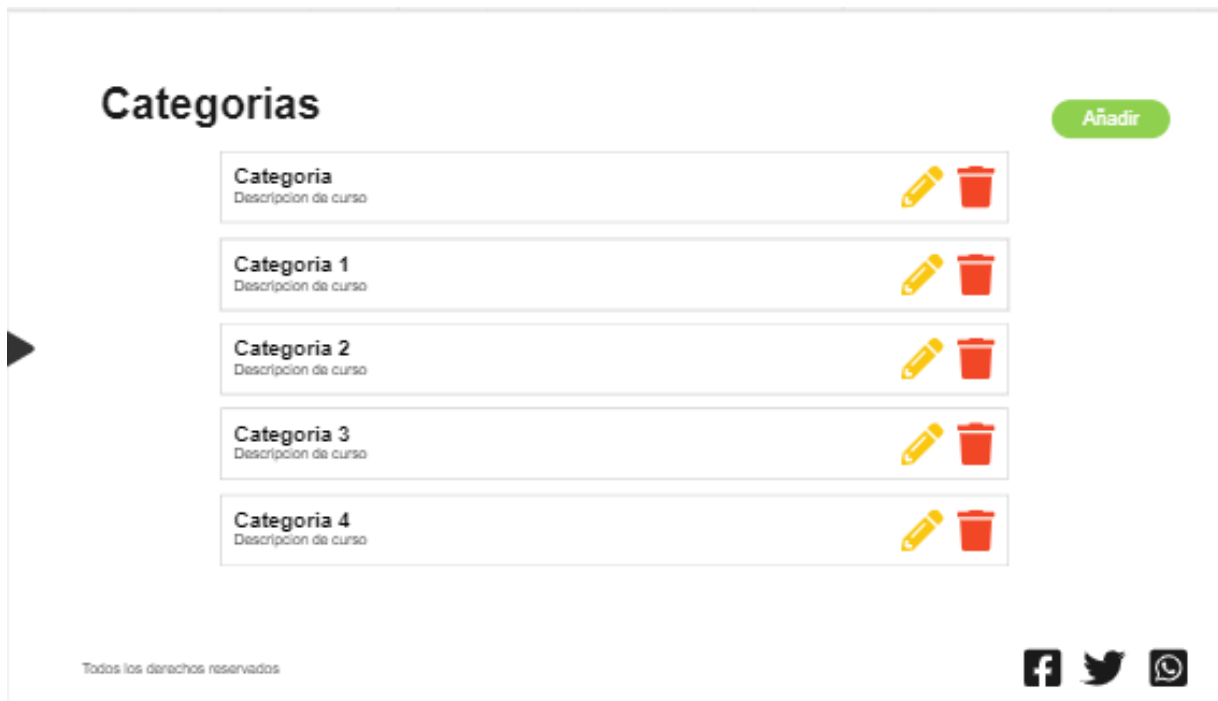 Categorias
Añadir
Categoria
Descripcion de curso
Categoria 1
Descripcion de curso
Categoria 2
Descripcion de curso
Categoria 3
Descripcion de curso
Categoria 4
Descripcion de curso
Todos los derechos reservados